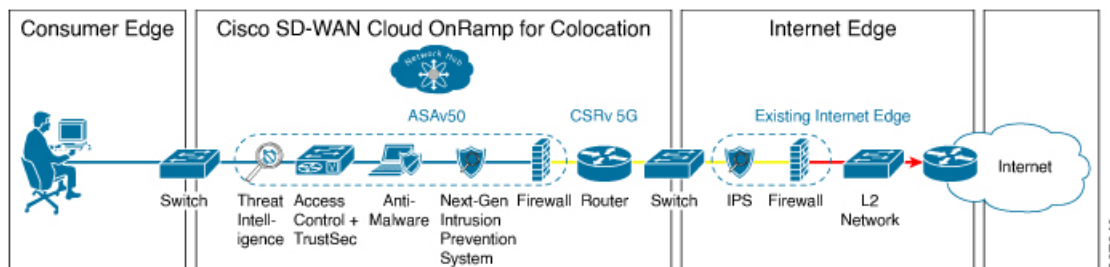 Consumer Edge
Cisco SD-WAN Cloud OnRamp for Colocation
Internet Edge
Network Hub
ASAv50
CSRv 5G
Existing Internet Edge
Internet
Switch
Threat
Intell-
igence
Access
Control +
TrustSec
Anti-
Malware
Next-Gen
Intrusion
Prevention
System
Firewall
Router
Switch
IPS
Firewall
L2
Network